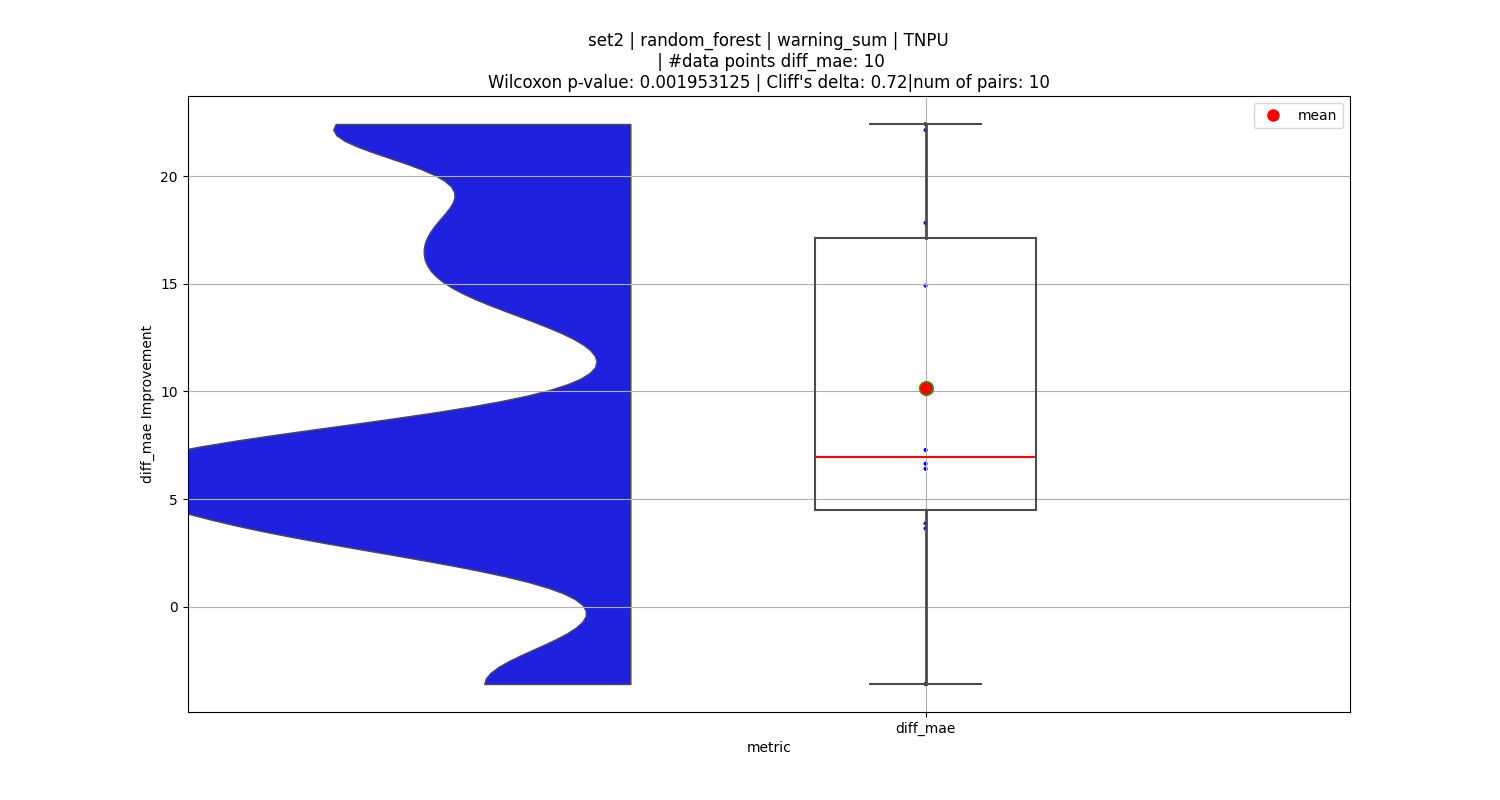 set2 | random_forest | warning_sum | TNPU
| #data points diff_mae: 10
Wilcoxon p-value: 0.001953125 | Cliff's delta: 0.72|num of pairs: 10
mean
20
15
10
5
0
diff_mae Improvement
diff_mae
metric